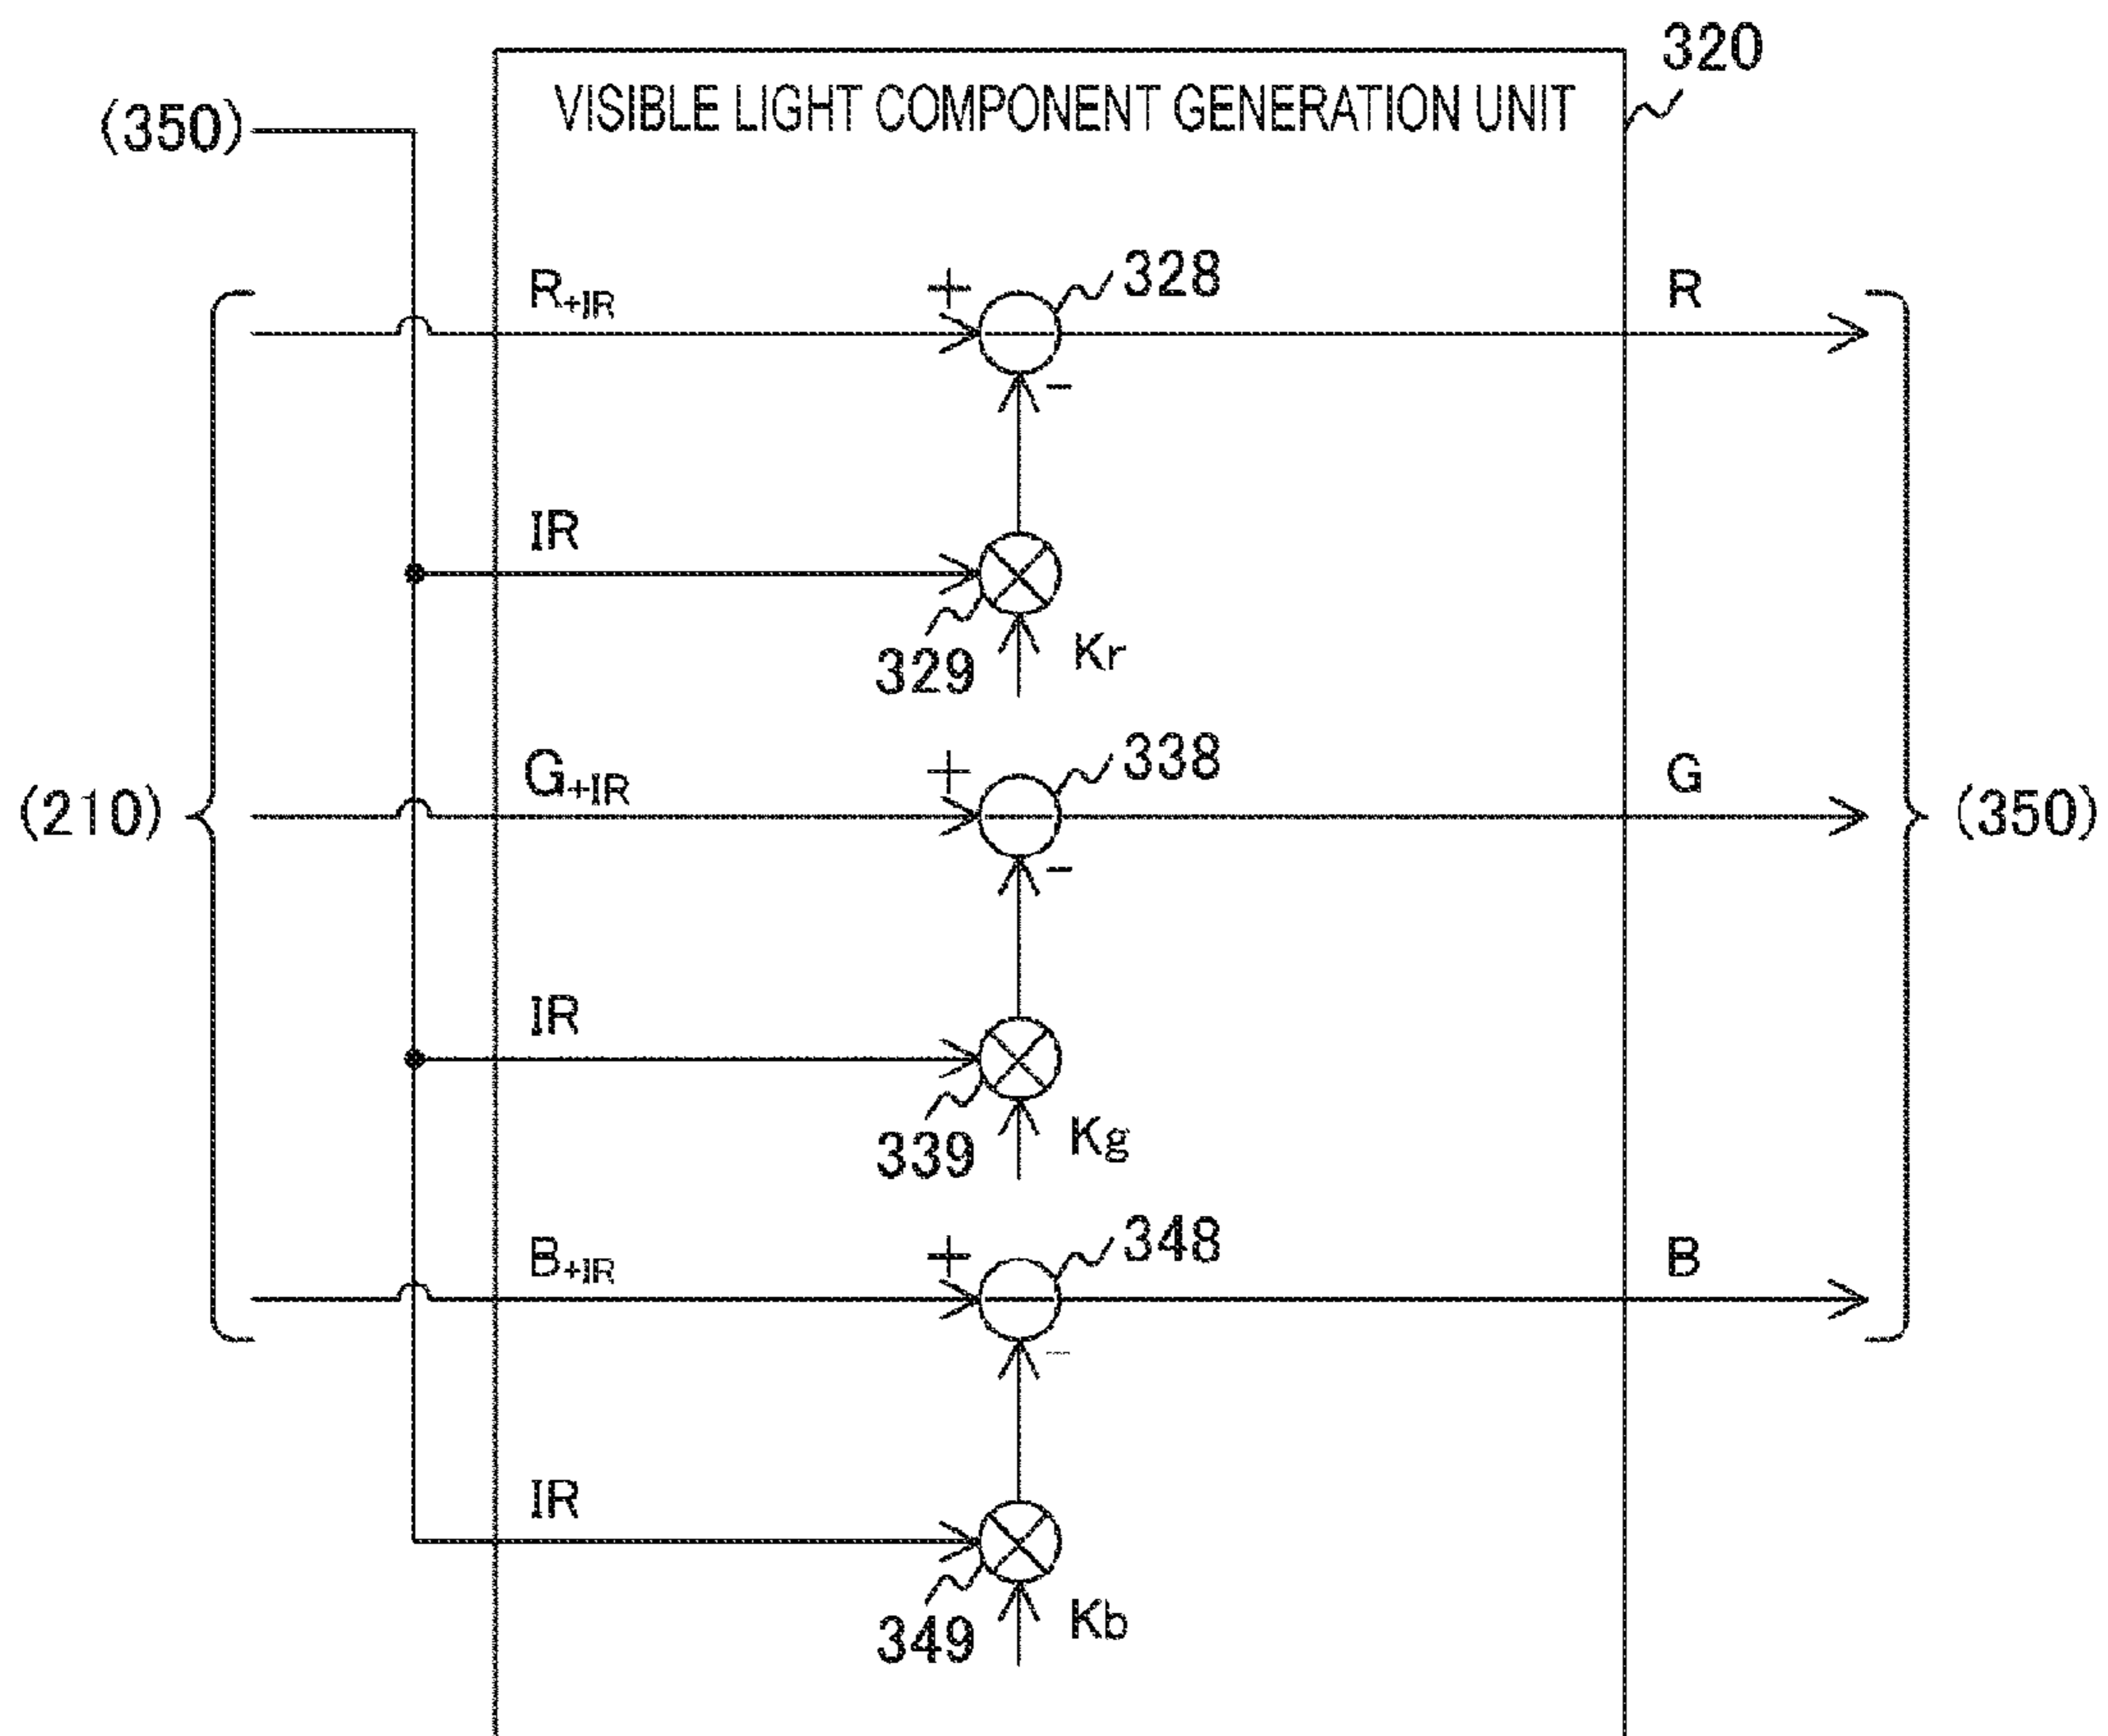 320
VISIBLE LIGHT COMPONENT GENERATION UNIT
(350)
R+IR
+
328
R
-
IR
329
Kr
G+IR
+
338
G
(210)
(350)
-
IR
339
Kg
B+IR
+
348
B
-
IR
349
Kb